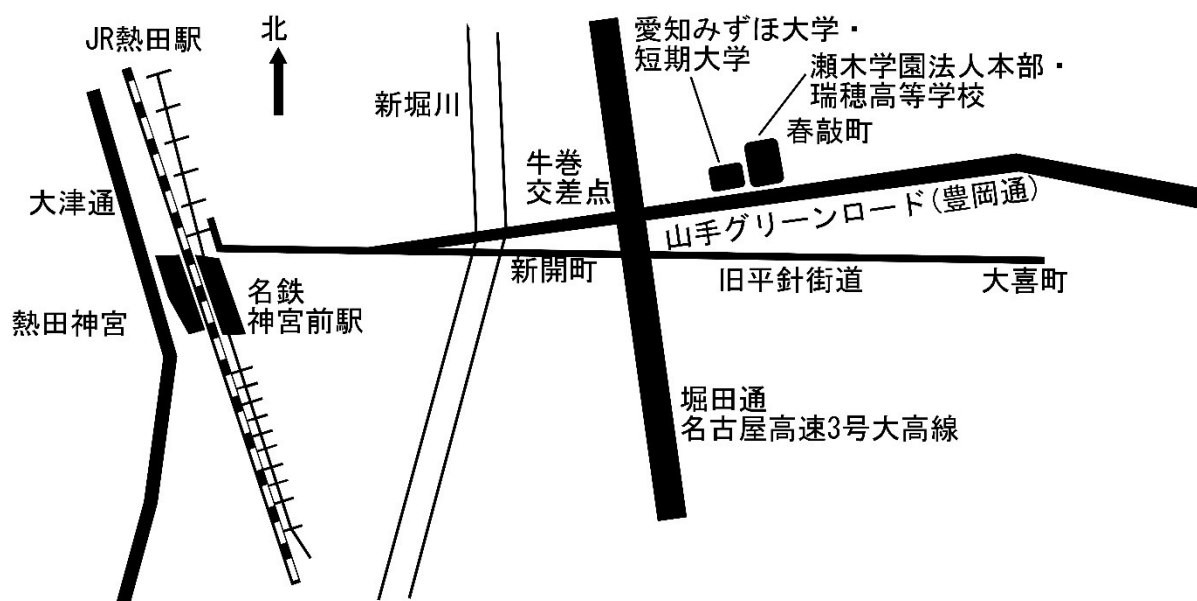 JR熱田駅
北
愛知みずほ大学・
短期大学
瀬木学園法人本部・
瑞穂高等学校
春敲町
新堀川
牛巻
交差点
大津通
山手グリーンロード(豊岡通)
新開町
旧平針街道
大喜町
名鉄
神宮前駅
熱田神宮
堀田通
名古屋高速3号大高線